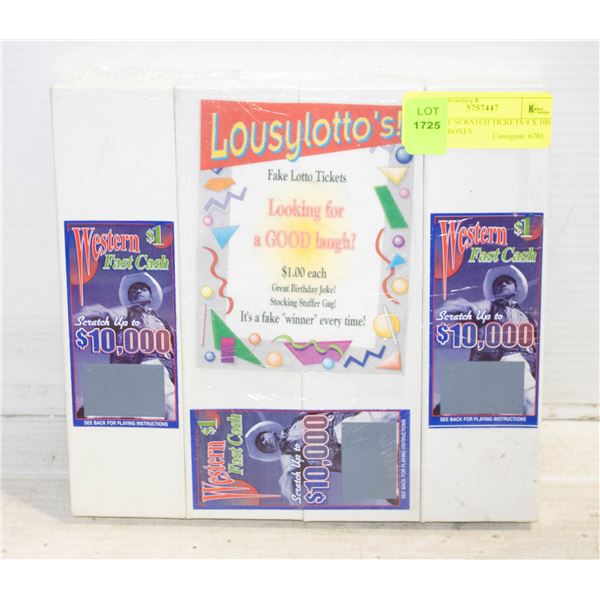 LOT
1725
Inventory #
5757447
SCRATCH TICKETS 4 X 100
BOXES
Consignor: 6701
Lousylotto's!
Fake Lotto Tickets
Looking for
a GOOD laugh?
$1.00 each
Great Birthday Joke!
Stocking Stuffer Gag!
It's a fake "winner" every time!
Western $1
Fast Cash
Scratch Up to
$10,000
SEE BACK FOR PLAYING INSTRUCTIONS
Western $1
Fast Cash
Scratch Up to
$10,000
SEE BACK FOR PLAYING INSTRUCTIONS
Western $1
Fast Cash
Scratch Up to
$10,000
SEE BACK FOR PLAYING INSTRUCTIONS